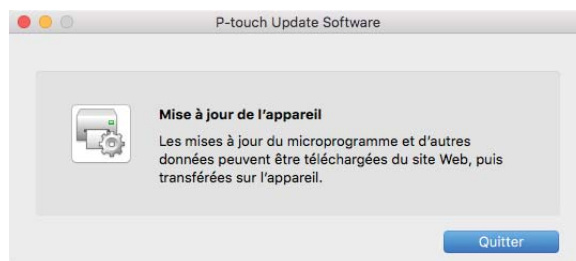 P-touch Update Software
Mise à jour de l'appareil
Les mises à jour du microprogramme et d'autres
données peuvent être téléchargées du site Web, puis
transférées sur l'appareil.
Quitter